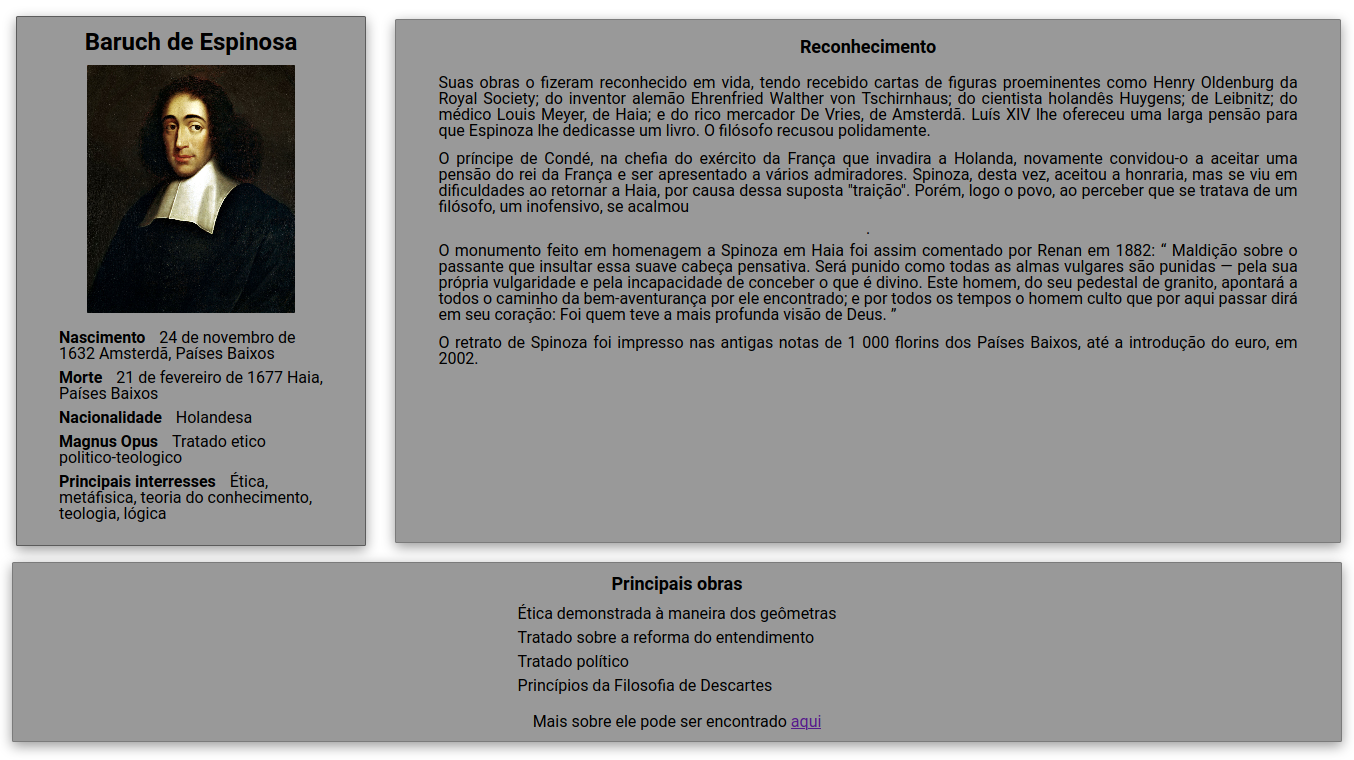 Baruch de Espinosa
Nascimento 24 de novembro de
1632 Amsterdã, Países Baixos
Morte 21 de fevereiro de 1677 Haia,
Países Baixos
Nacionalidade Holandesa
Magnus Opus Tratado etico
politico-teologico
Principais interresses Ética,
metáfisica, teoria do conhecimento,
teologia, lógica
Reconhecimento
Suas obras o fizeram reconhecido em vida, tendo recebido cartas de figuras proeminentes como Henry Oldenburg da
Royal Society; do inventor alemão Ehrenfried Walther von Tschirnhaus; do cientista holandês Huygens; de Leibnitz; do
médico Louis Meyer, de Haia; e do rico mercador De Vries, de Amsterdã. Luís XIV lhe ofereceu uma larga pensão para
que Espinoza lhe dedicasse um livro. O filósofo recusou polidamente.
O príncipe de Condé, na chefia do exército da França que invadira a Holanda, novamente convidou-o a aceitar uma
pensão do rei da França e ser apresentado a vários admiradores. Spinoza, desta vez, aceitou a honraria, mas se viu em
dificuldades ao retornar a Haia, por causa dessa suposta "traição". Porém, logo o povo, ao perceber que se tratava de um
filósofo, um inofensivo, se acalmou
.
O monumento feito em homenagem a Spinoza em Haia foi assim comentado por Renan em 1882: “ Maldição sobre o
passante que insultar essa suave cabeça pensativa. Será punido como todas as almas vulgares são punidas — pela sua
própria vulgaridade e pela incapacidade de conceber o que é divino. Este homem, do seu pedestal de granito, apontará a
todos o caminho da bem-aventurança por ele encontrado; e por todos os tempos o homem culto que por aqui passar dirá
em seu coração: Foi quem teve a mais profunda visão de Deus. ”
O retrato de Spinoza foi impresso nas antigas notas de 1 000 florins dos Países Baixos, até a introdução do euro, em
2002.
Principais obras
Ética demonstrada à maneira dos geômetras
Tratado sobre a reforma do entendimento
Tratado político
Princípios da Filosofia de Descartes
Mais sobre ele pode ser encontrado aqui